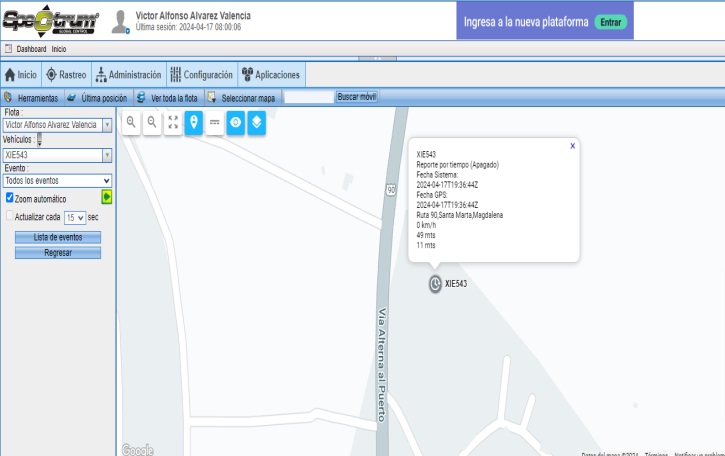 Spectrum
GLOBAL CONTROL
Victor Alfonso Alvarez Valencia
Última sesión: 2024-04-17 08:00:06
Ingresa a la nueva plataforma Entrar
Dashboard Inicio
Inicio Rastreo Administración Configuración Aplicaciones
Herramientas Última posición Ver toda la flota Seleccionar mapa Buscar móvil
Flota :
Victor Alfonso Alvarez Valencia
Vehículos :
XIE543
Evento :
Todos los eventos
Zoom automático
Actualizar cada 15 sec
Lista de eventos
Regresar
x
XIE543
Reporte por tiempo (Apagado)
Fecha Sistema:
2024-04-17T19:36:44Z
Fecha GPS:
2024-04-17T19:36:44Z
Ruta 90,Santa Marta,Magdalena
0 km/h
49 mts
11 mts
90
XIE543
Vía Alterna al Puerto
Google
Datos del mapa ©2024 Términos Notificar un problem